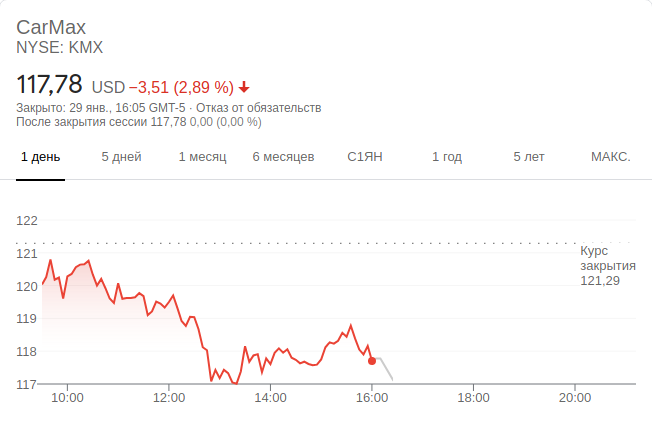 CarMax
NYSE: KMX
117,78 USD −3,51 (2,89 %)
Закрыто: 29 янв., 16:05 GMT-5 · Отказ от обязательств
После закрытия сессии 117,78 0,00 (0,00 %)
1 день 5 дней 1 месяц 6 месяцев С1ЯН 1 год 5 лет МАКС.
122
121
120
119
118
117
Курс
закрытия
121,29
10:00 12:00 14:00 16:00 18:00 20:00